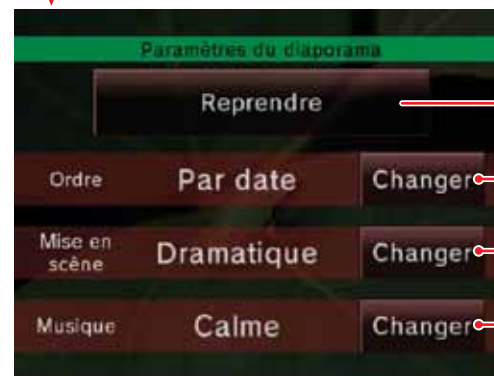 Paramètres du diaporama
Reprendre
Ordre Par date Changer
Mise en
scène Dramatique Changer
Musique Calme Changer